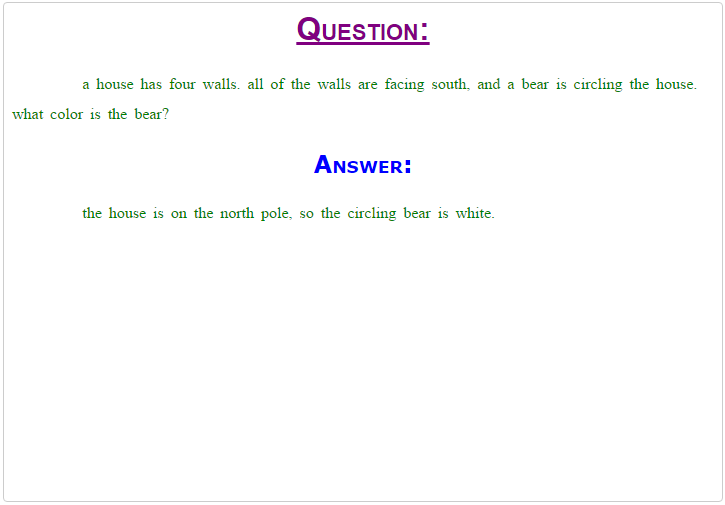 QUESTION:
a house has four walls. all of the walls are facing south, and a bear is circling the house.
what color is the bear?
ANSWER:
the house is on the north pole, so the circling bear is white.